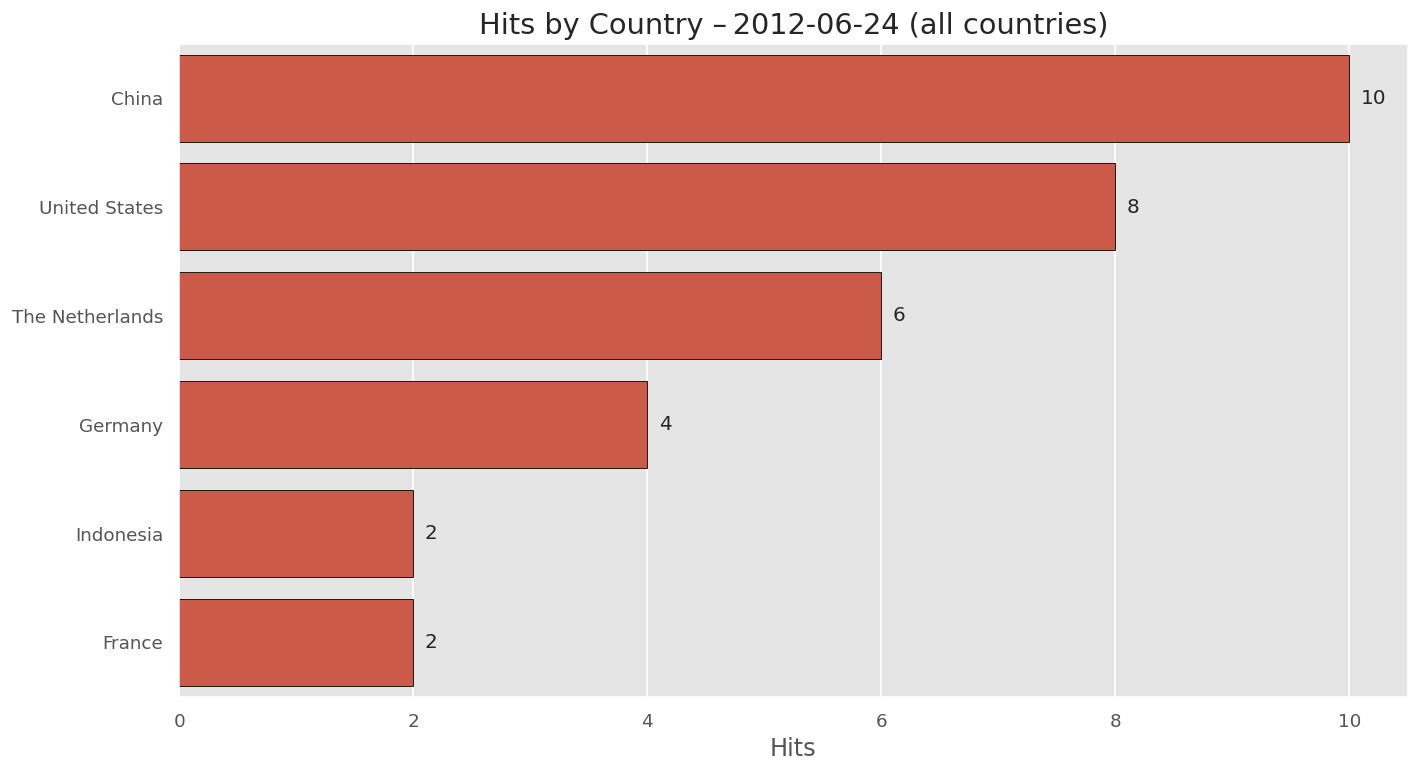 Hits by Country – 2012-06-24 (all countries)
China
10
United States
8
The Netherlands
6
Germany
4
Indonesia
2
France
2
0 2 4 6 8 10
Hits